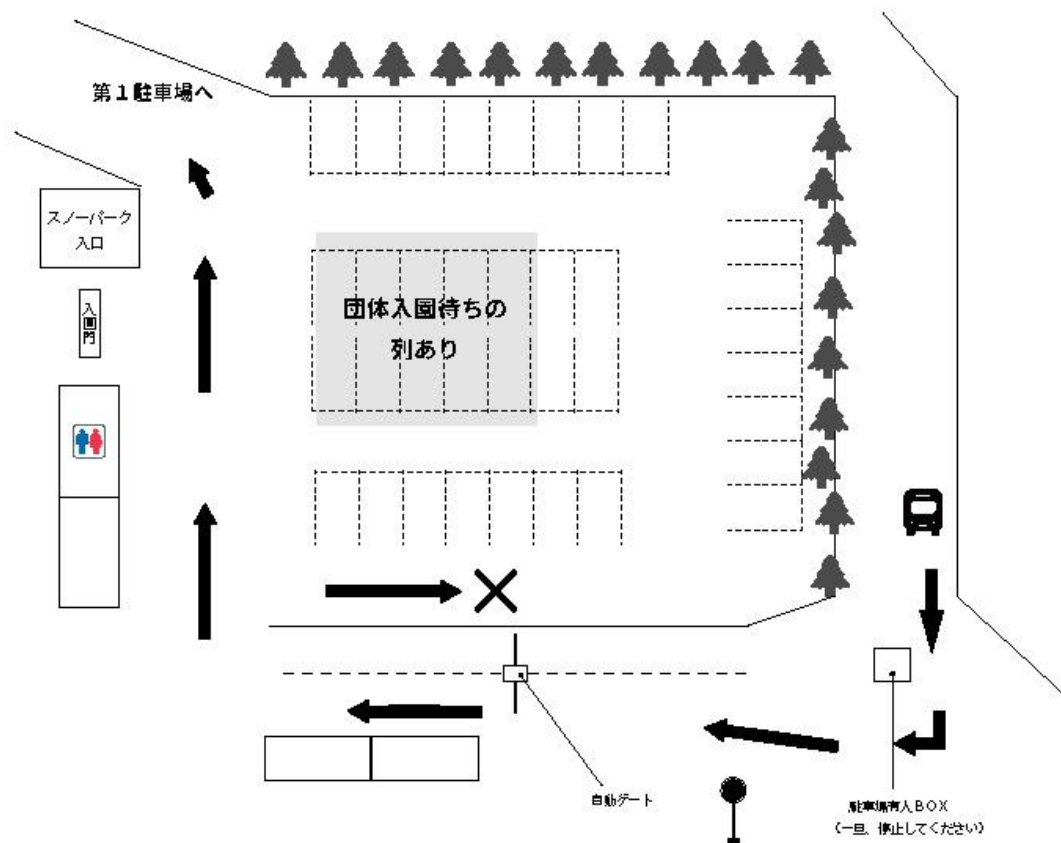 第１駐車場へ
スノーパーク
入口
入園門
団体入園待ちの
列あり
自動ゲート
駐車場有人ＢＯＸ
（一旦、停止してください）